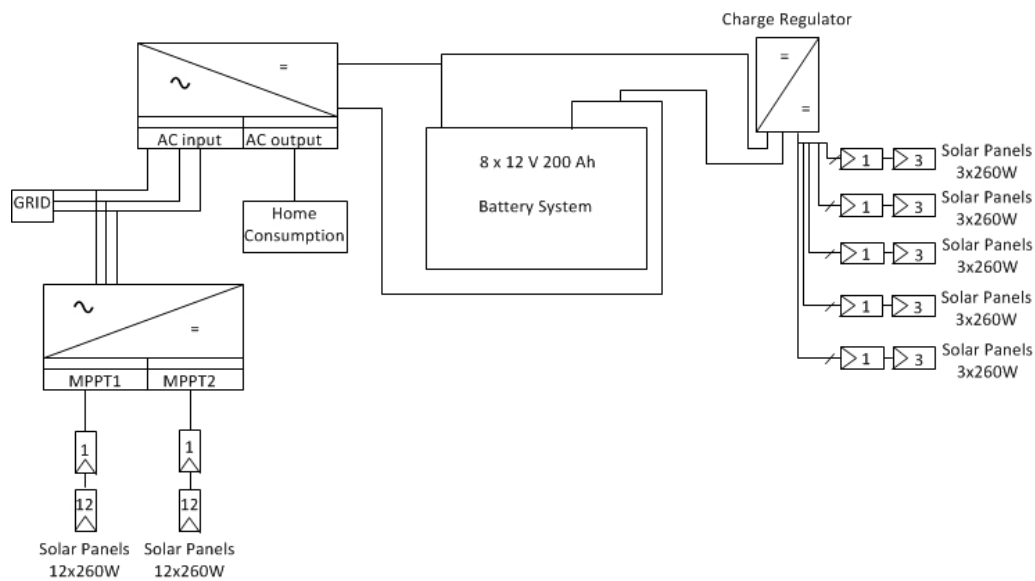 Charge Regulator
∿
=
=
=
AC input
AC output
8 x 12 V 200 Ah
Battery System
GRID
Home
Consumption
1
3
Solar Panels
3x260W
1
3
Solar Panels
3x260W
1
3
Solar Panels
3x260W
1
3
Solar Panels
3x260W
1
3
Solar Panels
3x260W
∿
=
MPPT1
MPPT2
1
1
12
12
Solar Panels
12x260W
Solar Panels
12x260W